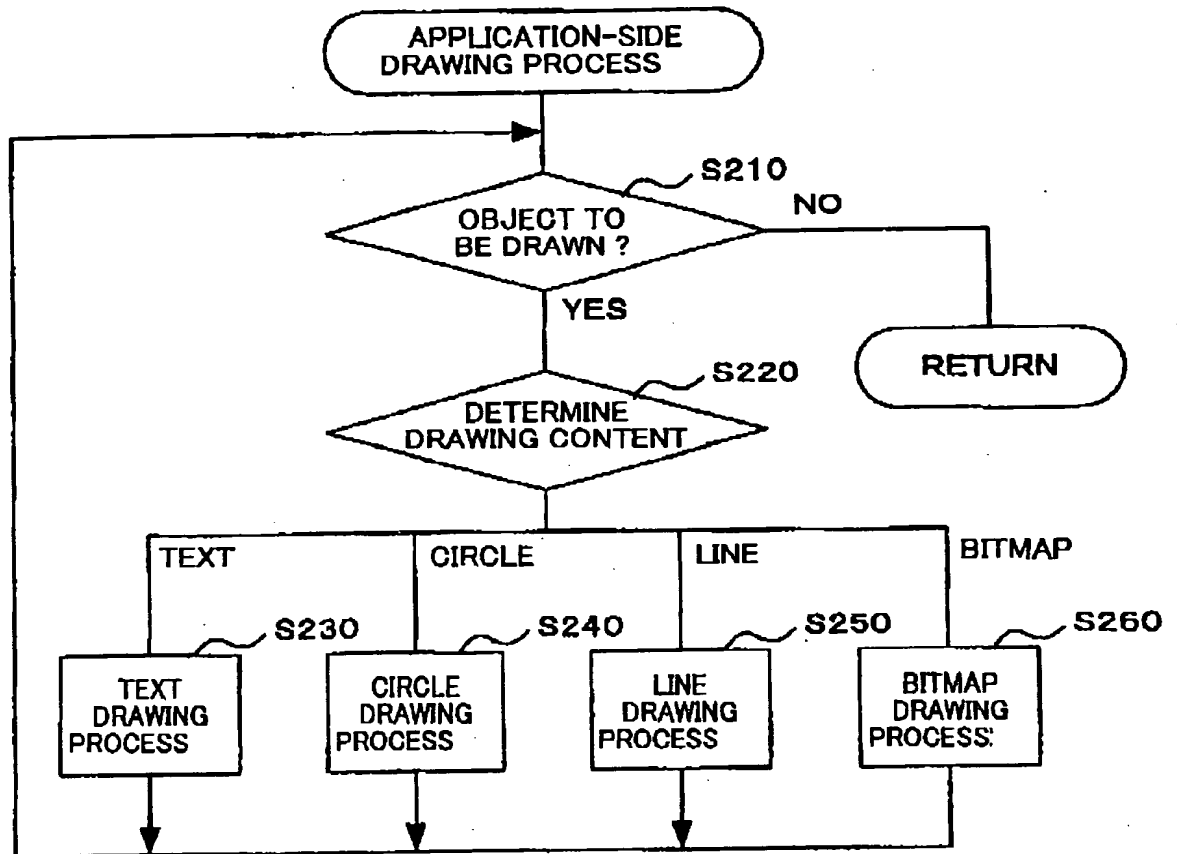 APPLICATION-SIDE
DRAWING PROCESS
S210
NO
OBJECT TO
BE DRAWN ?
YES
RETURN
S220
DETERMINE
DRAWING CONTENT
TEXT
CIRCLE
LINE
BITMAP
S230
S240
S250
S260
TEXT
DRAWING
PROCESS
CIRCLE
DRAWING
PROCESS
LINE
DRAWING
PROCESS
BITMAP
DRAWING
PROCESS